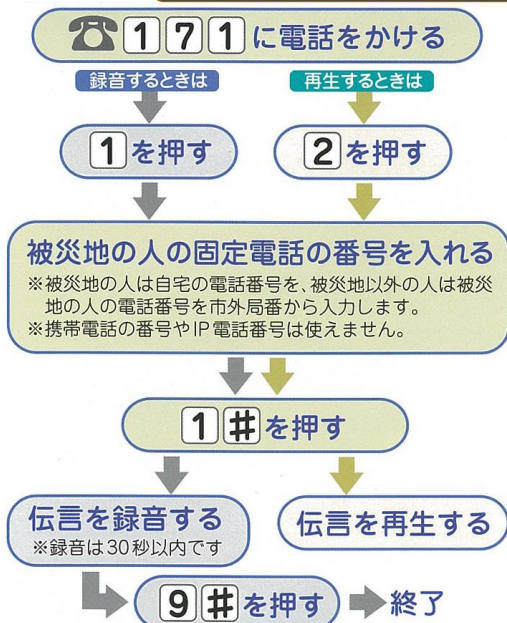 ☎171に電話をかける
録音するときは
再生するときは
1を押す
2を押す
被災地の人の固定電話の番号を入れる
※被災地の人は自宅の電話番号を、被災地以外の人は被災
地の人の電話番号を市外局番から入力します。
※携帯電話の番号やIP電話番号は使えません。
1#を押す
伝言を録音する
※録音は30秒以内です
伝言を再生する
9#を押す
終了